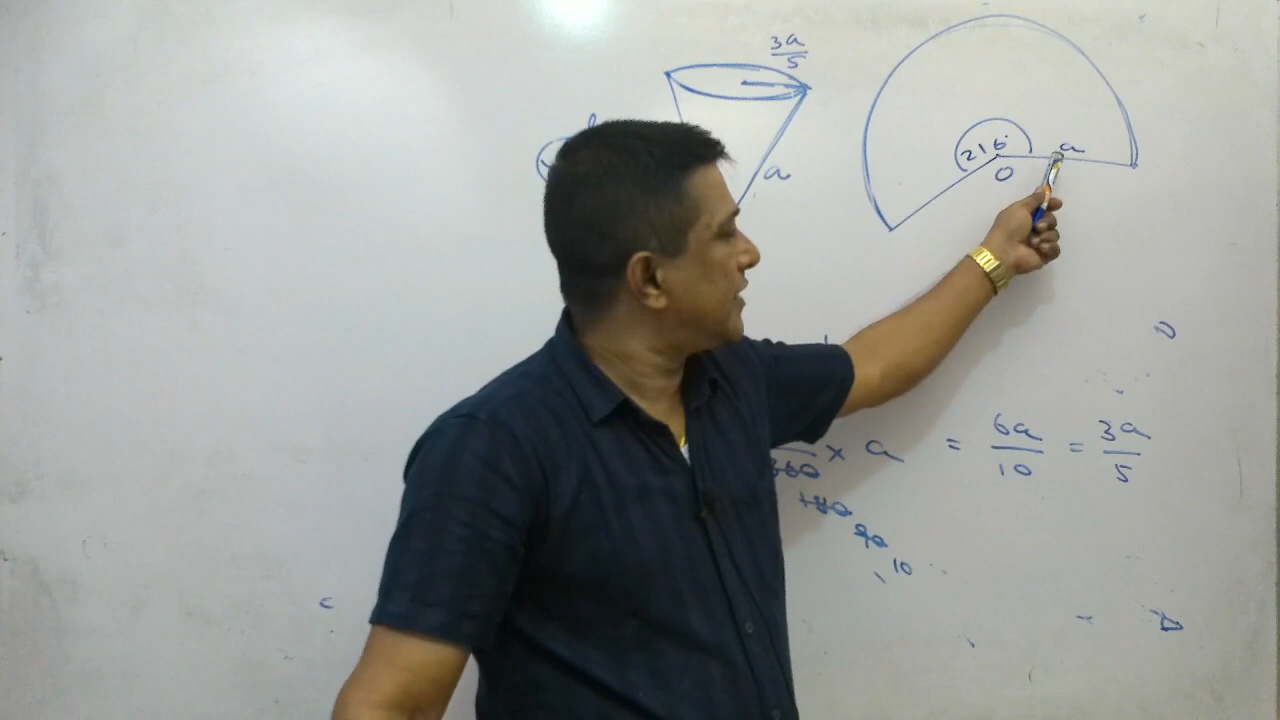 3a/5
a
216°
a
O
360 × a = 6a/10 = 3a/5
180
90
10